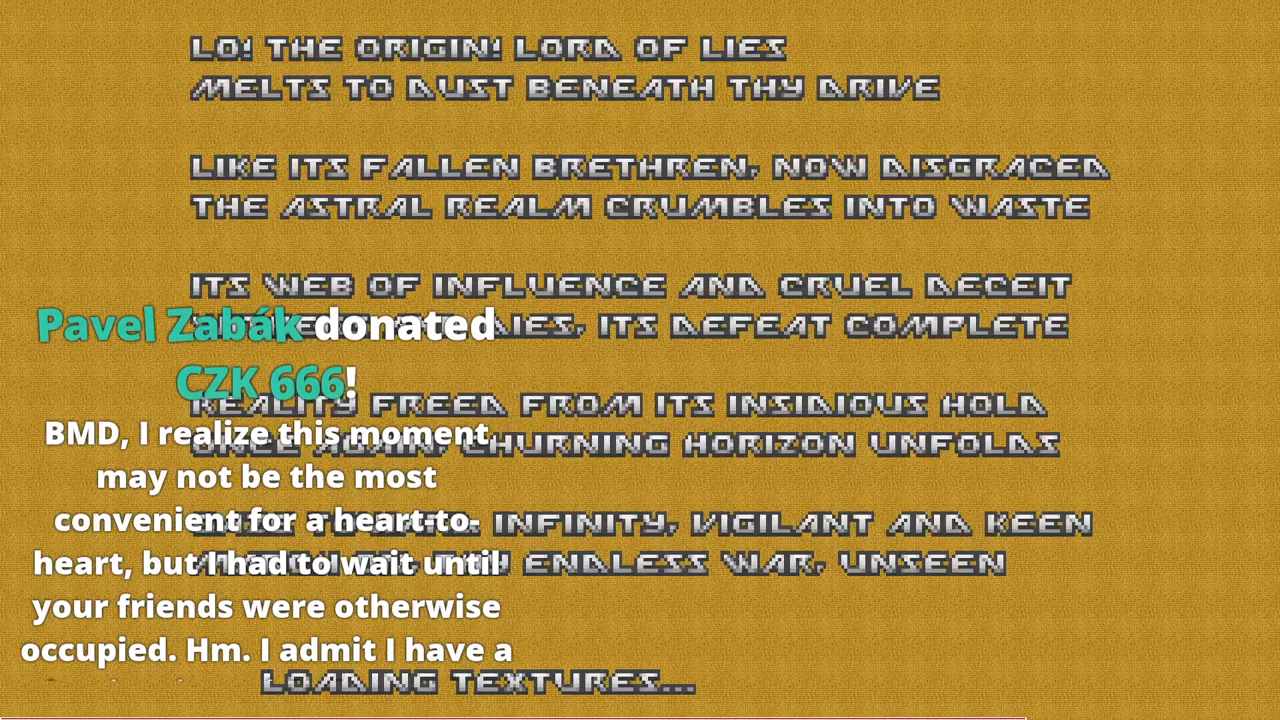 LO! THE ORIGIN! LORD OF LIES
MELTS TO DUST BENEATH THY DRIVE
LIKE ITS FALLEN BRETHREN, NOW DISGRACED
THE ASTRAL REALM CRUMBLES INTO WASTE
ITS WEB OF INFLUENCE AND CRUEL DECEIT
LIES, ITS DEFEAT COMPLETE
REALITY FREED FROM ITS INSIDIOUS HOLD
ONCE AGAIN, CHURNING HORIZON UNFOLDS
INFINITY, VIGILANT AND KEEN
ENDLESS WAR, UNSEEN
Pavel Zabák donated
CZK 666!
BMD, I realize this moment
may not be the most
convenient for a heart-to-
heart, but I had to wait until
your friends were otherwise
occupied. Hm. I admit I have a
LOADING TEXTURES...